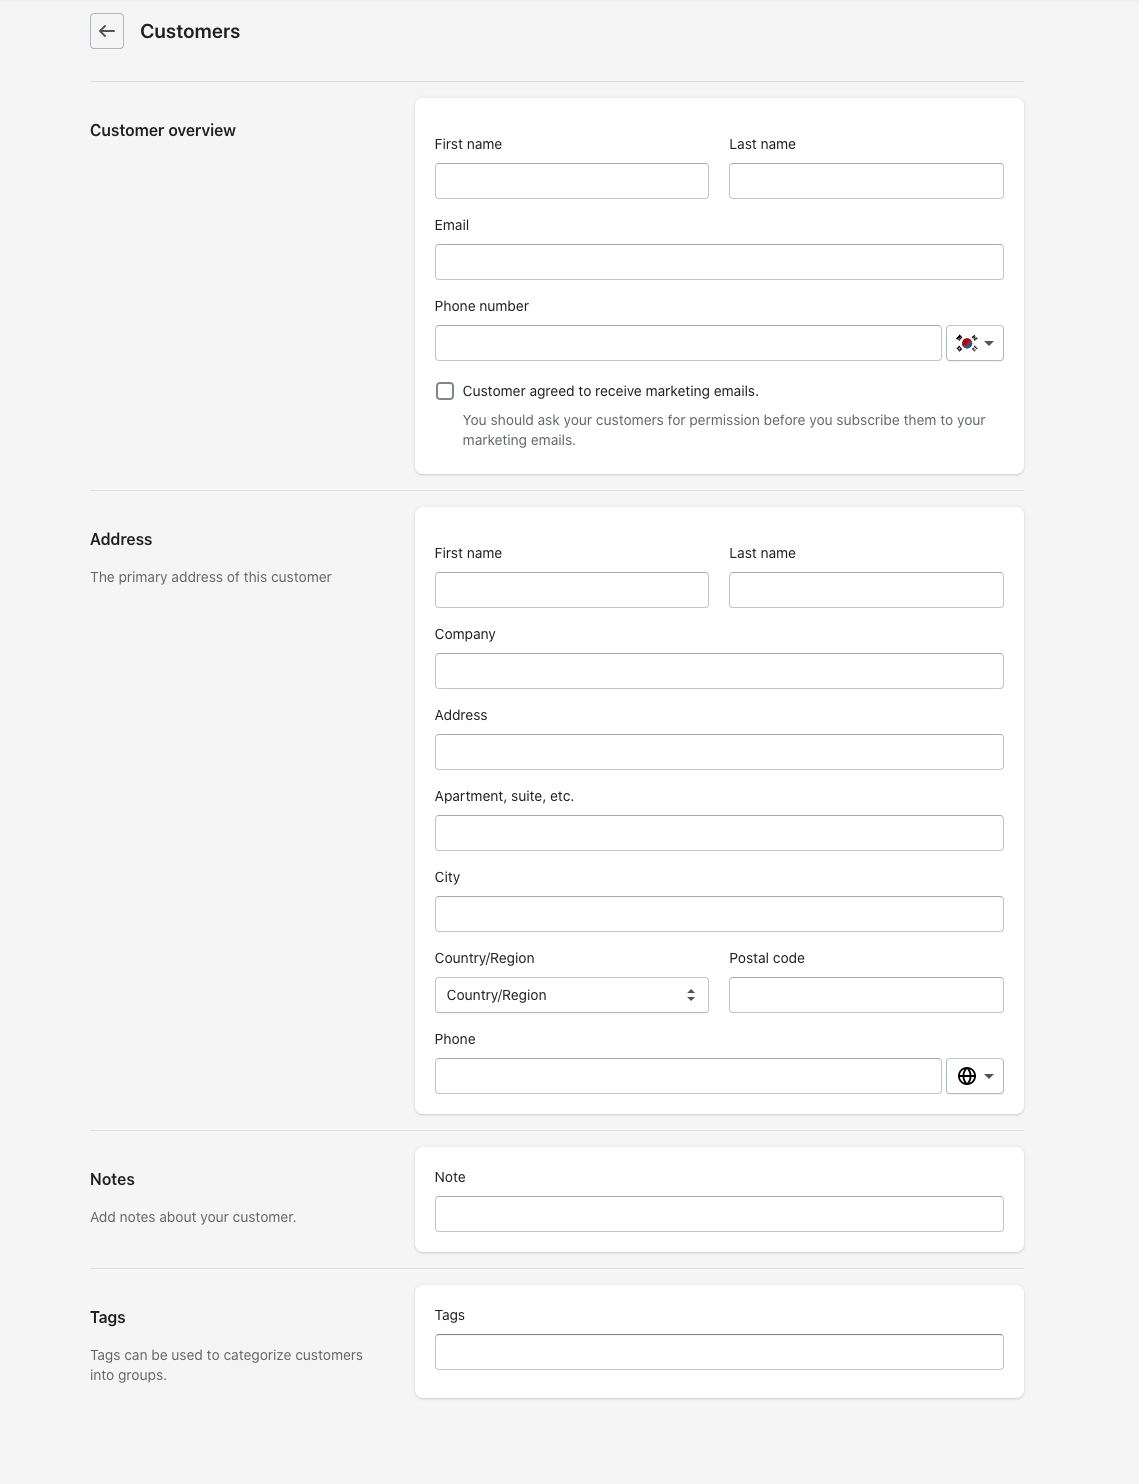 Customers
Customer overview
First name
Last name
Email
Phone number
Customer agreed to receive marketing emails.
You should ask your customers for permission before you subscribe them to your
marketing emails.
Address
The primary address of this customer
First name
Last name
Company
Address
Apartment, suite, etc.
City
Country/Region
Postal code
Country/Region
Phone
Notes
Add notes about your customer.
Note
Tags
Tags can be used to categorize customers
into groups.
Tags